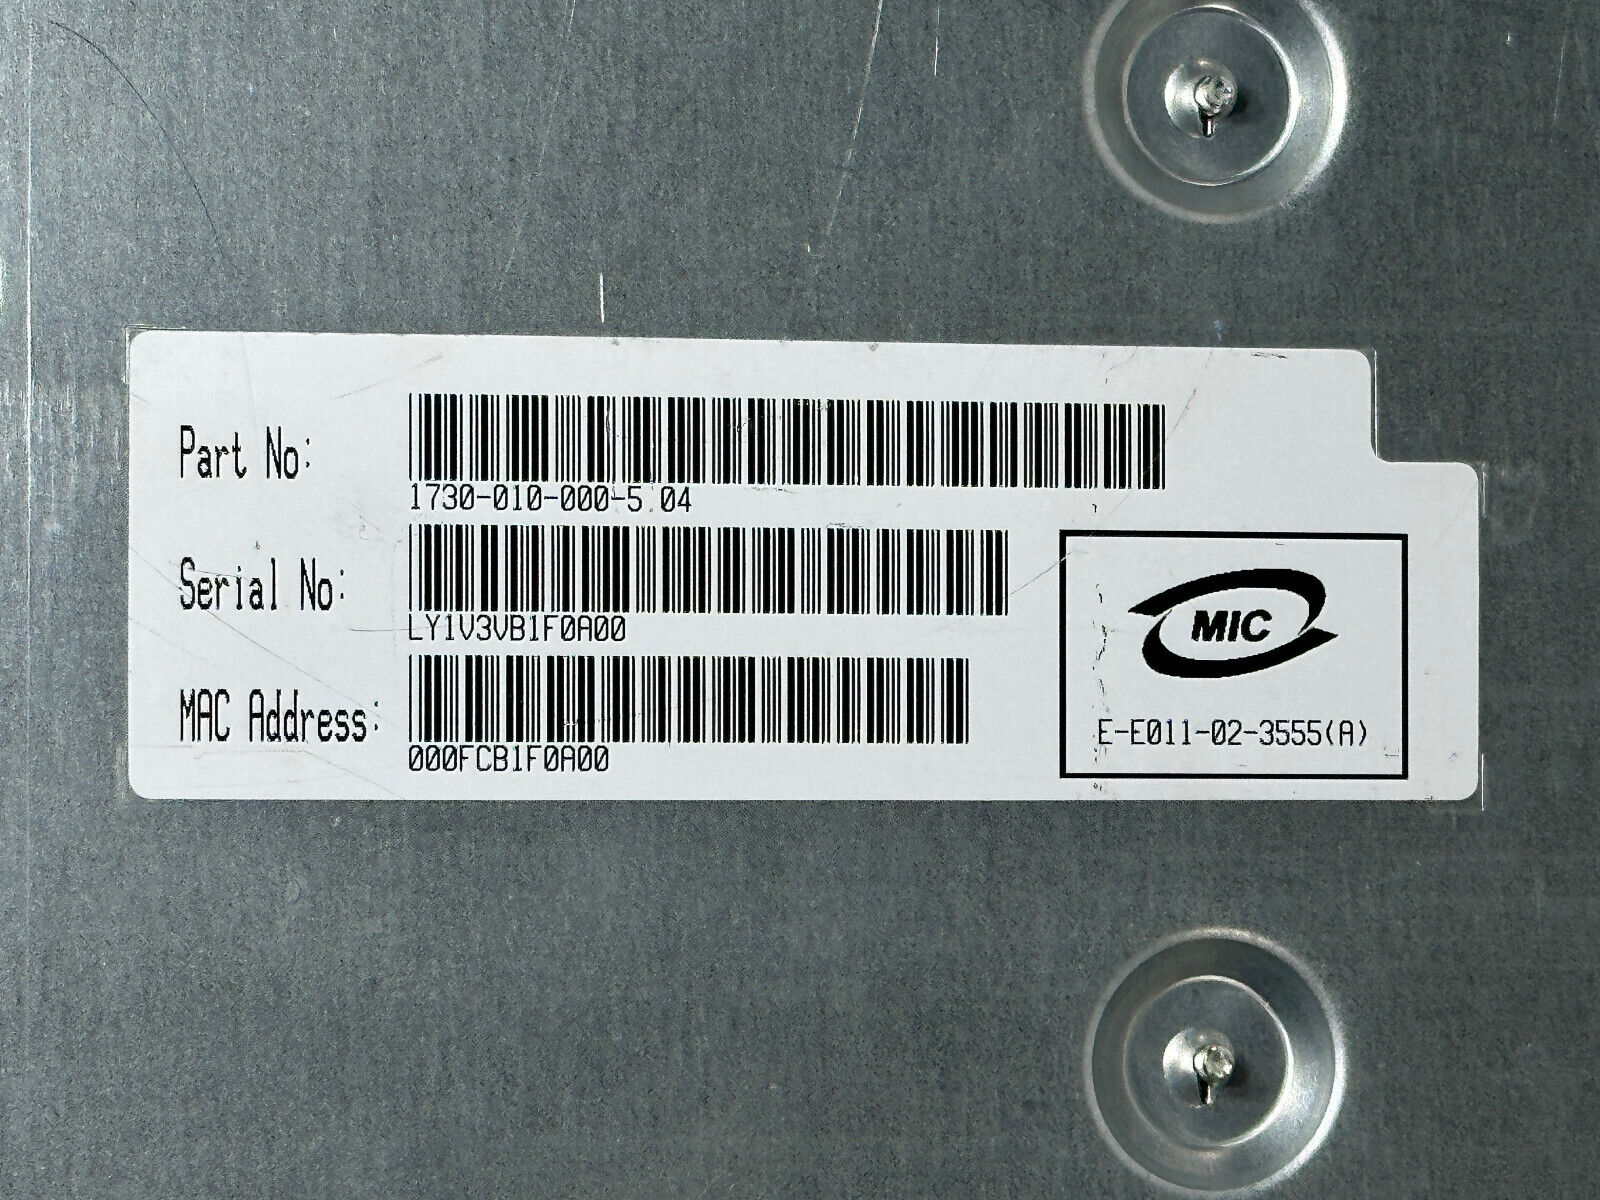 Part No:
1730-010-000-5.04
Serial No:
LY1V3VB1F0A00
MAC Address:
000FCB1F0A00
MIC
E-E011-02-3555(A)